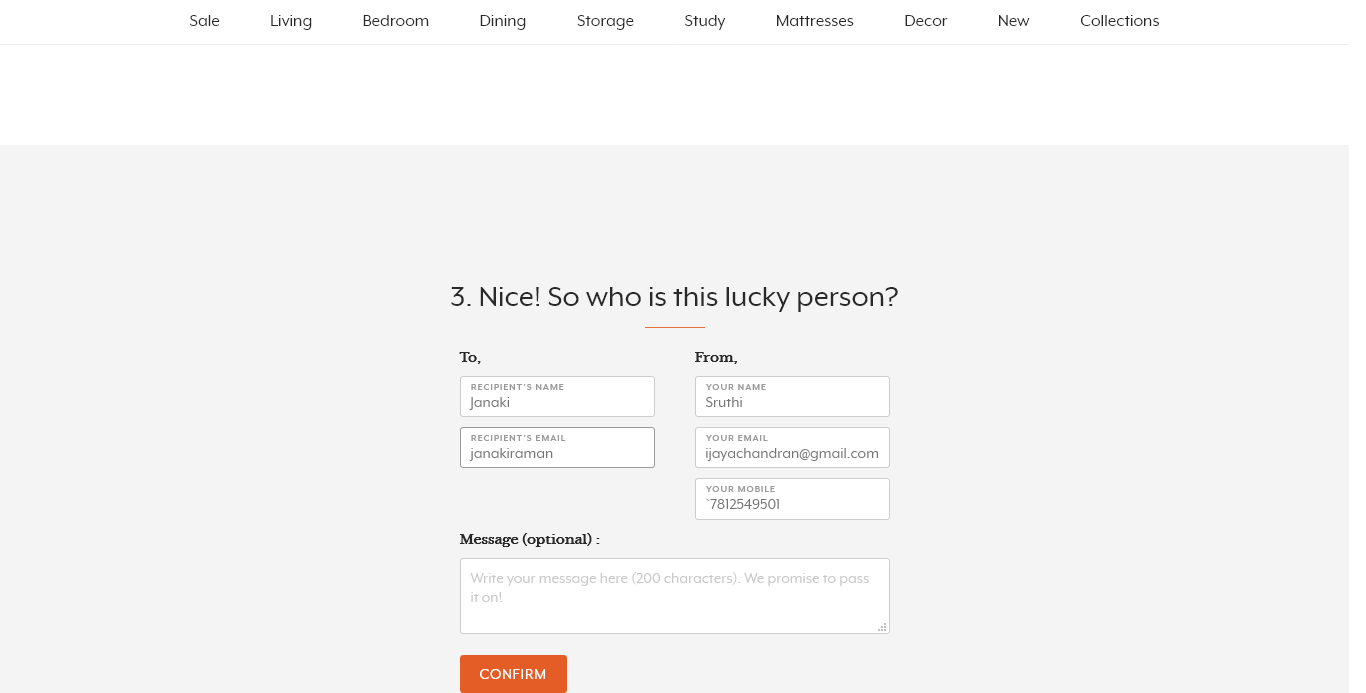 Sale Living Bedroom Dining Storage Study Mattresses Decor New Collections
3. Nice! So who is this lucky person?
To,
RECIPIENT'S NAME
Janaki
RECIPIENT'S EMAIL
janakiraman
From,
YOUR NAME
Sruthi
YOUR EMAIL
ijayachandran@gmail.com
YOUR MOBILE
`7812549501
Message (optional) :
Write your message here (200 characters). We promise to pass
it on!
CONFIRM